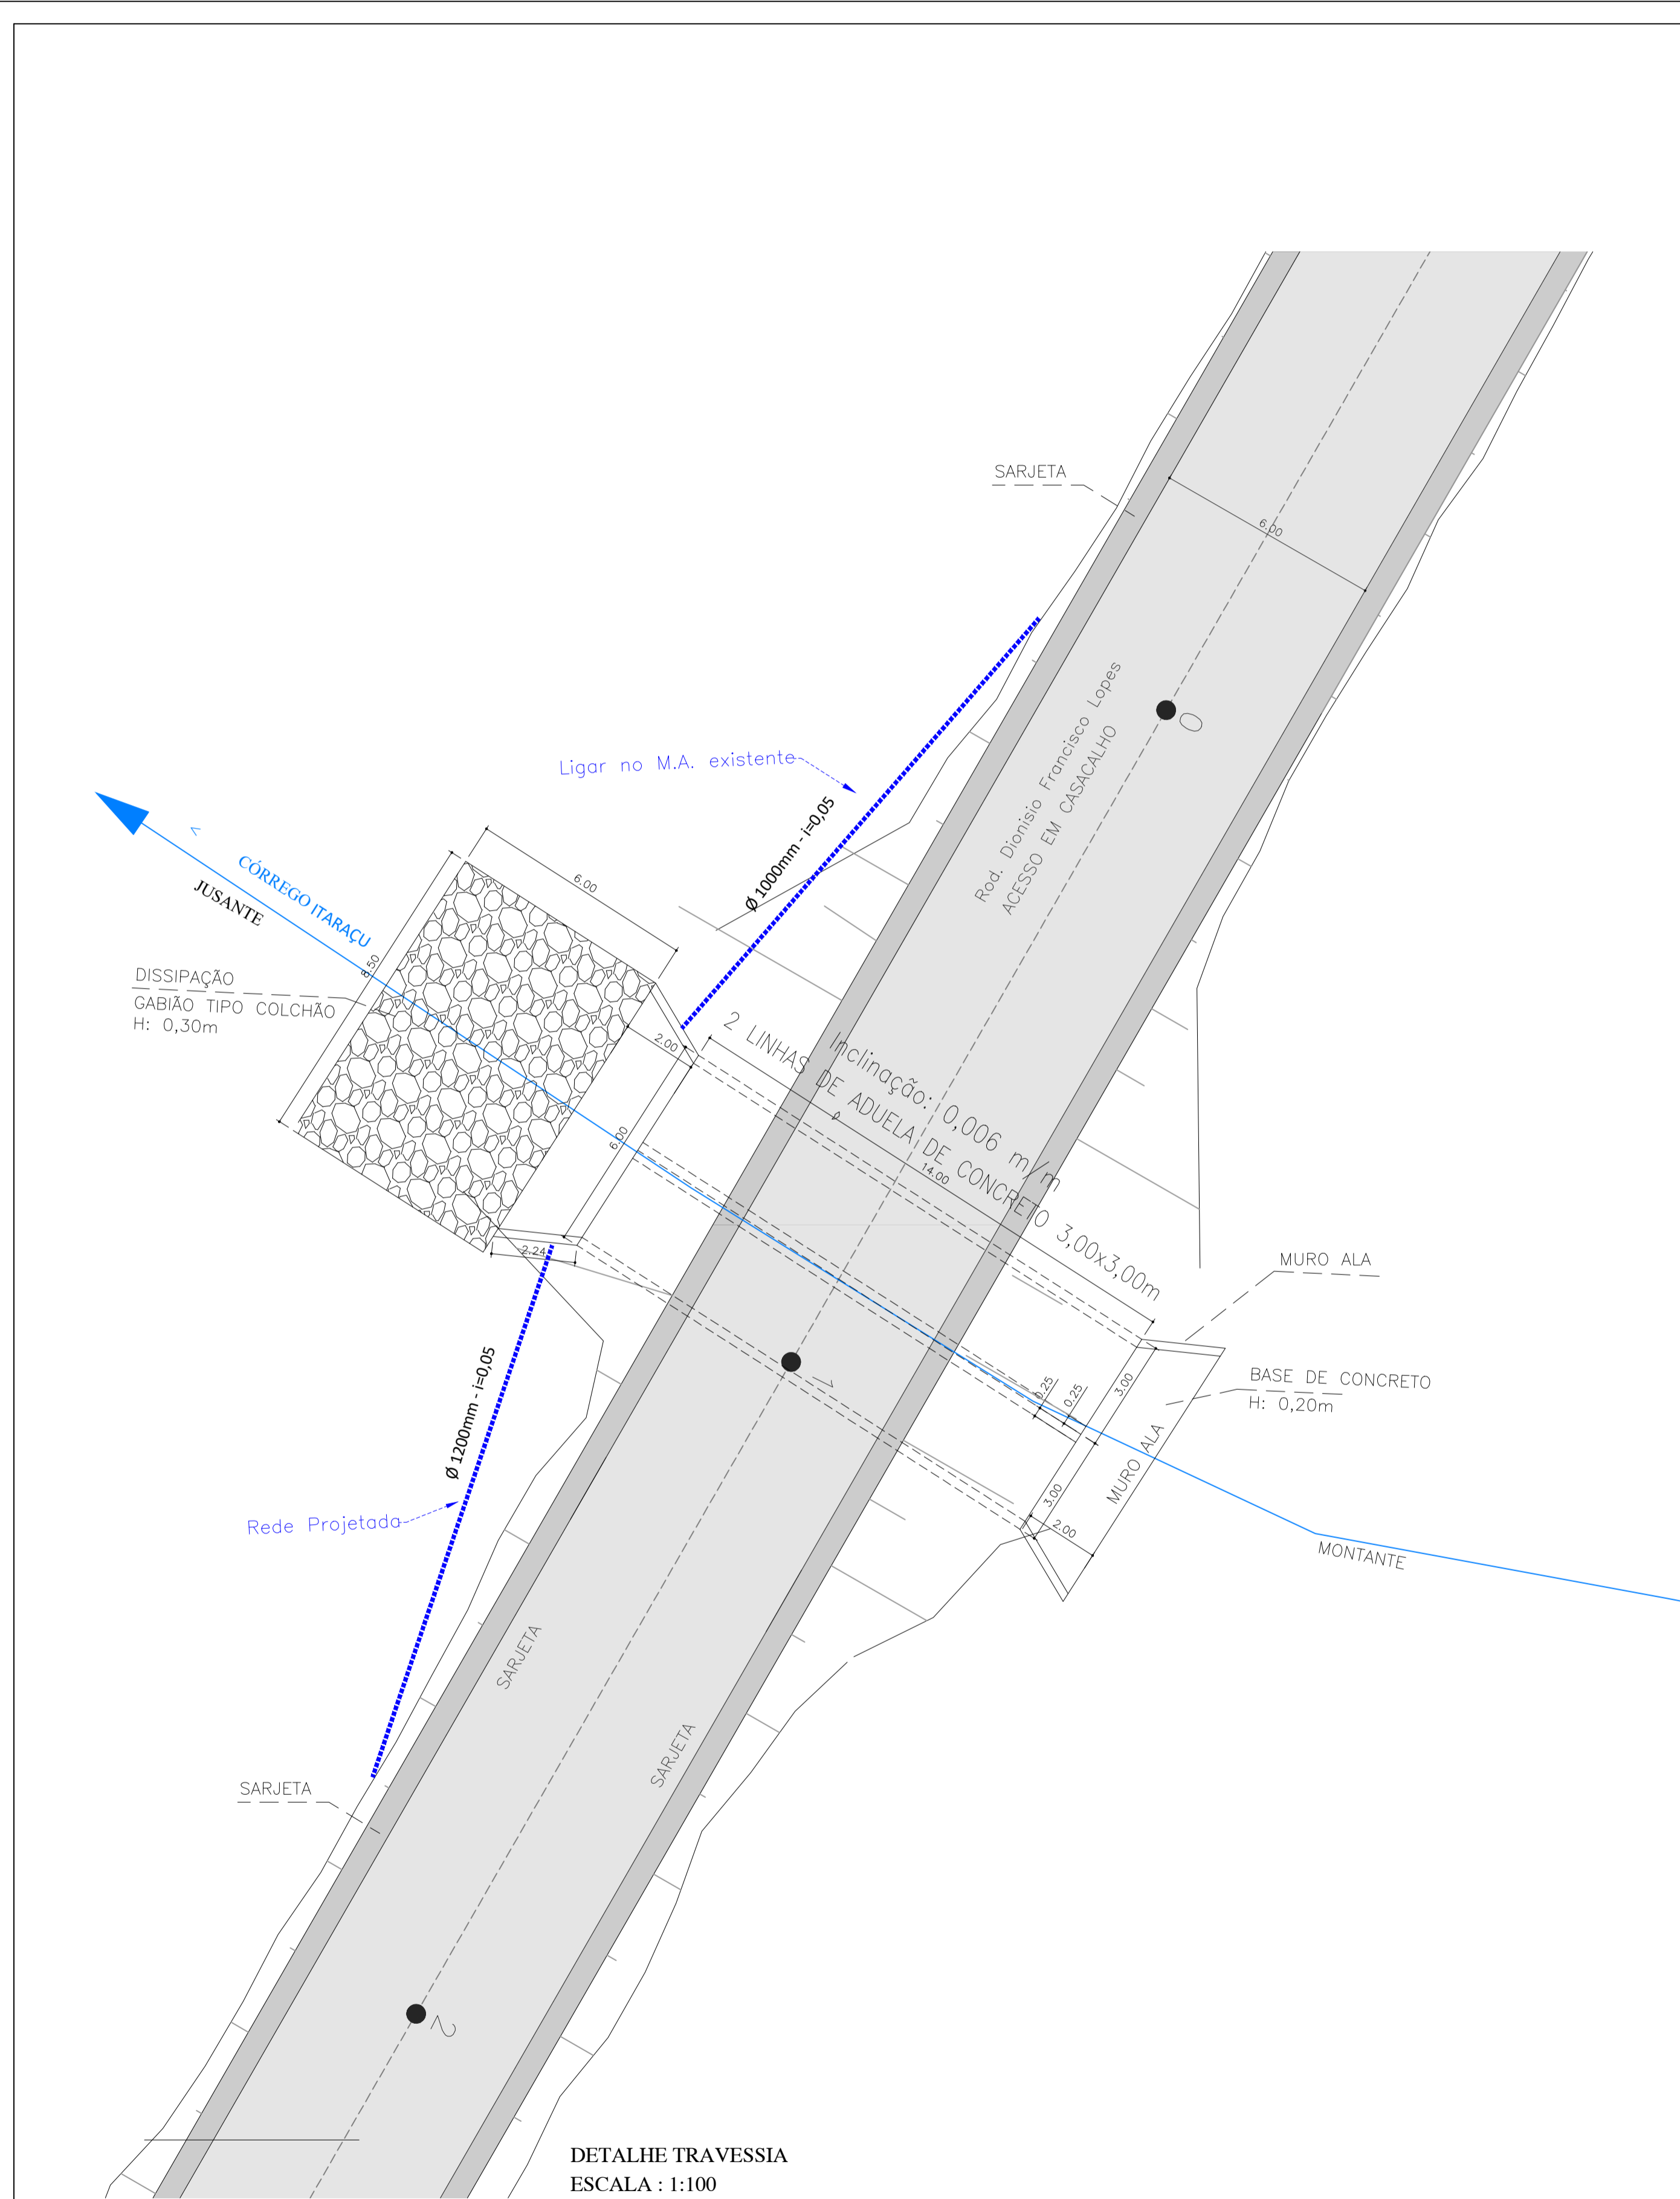 SARJETA
6.00
Rod. Dionisio Francisco Lopes
ACESSO EM CASACALHO
0
Ligar no M.A. existente
Ø 1000mm - i=0,05
<
CÓRREGO ITARAÇU
JUSANTE
6.00
8.50
DISSIPAÇÃO
GABIÃO TIPO COLCHÃO
H: 0,30m
2.00
Inclinação: 0,006 m/m
2 LINHAS DE ADUELA DE CONCRETO 3,00x3,00m
14.00
6.00
2.24
MURO ALA
BASE DE CONCRETO
H: 0,20m
1
0.25
0.25
3.00
MURO ALA
3.00
2.00
MONTANTE
Ø 1200mm - i=0,05
Rede Projetada
SARJETA
SARJETA
SARJETA
2
DETALHE TRAVESSIA
ESCALA : 1:100